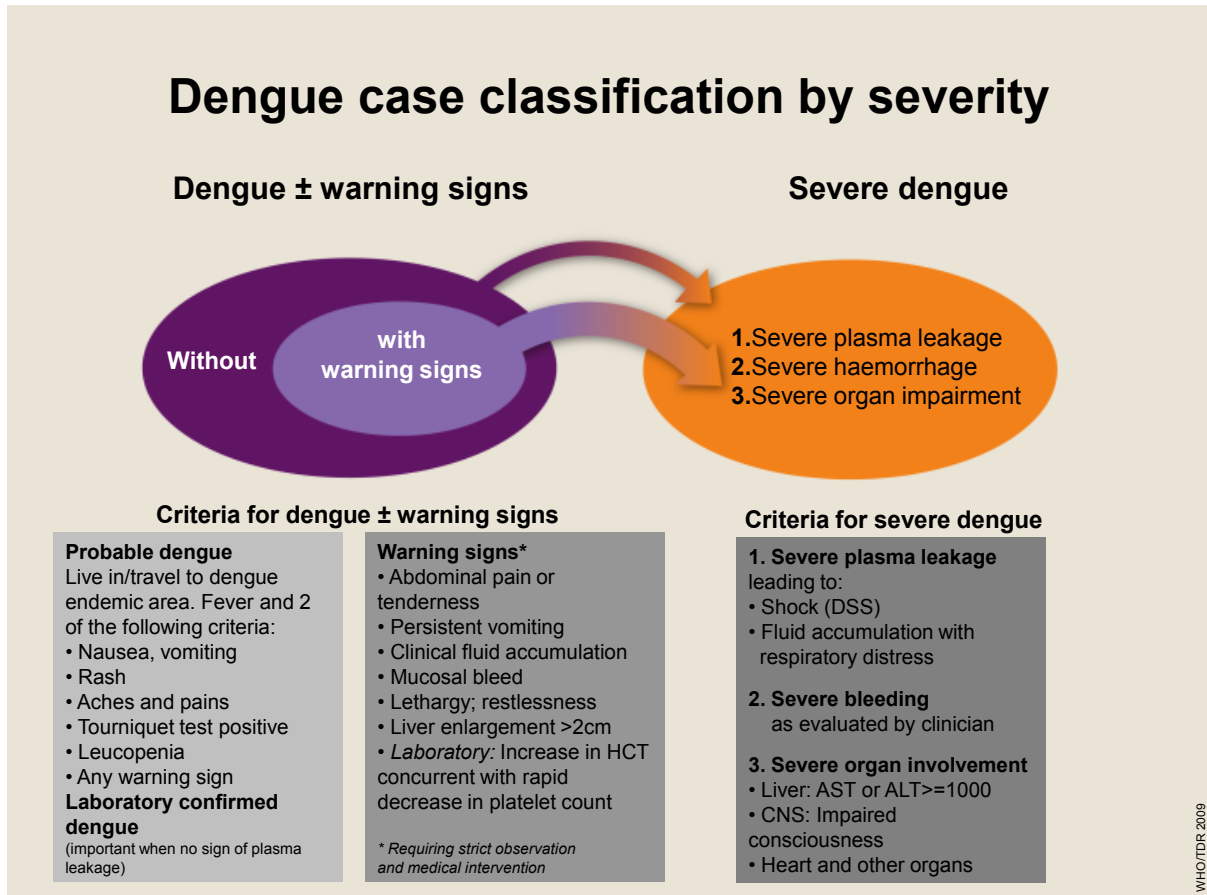 Dengue case classification by severity
Dengue ± warning signs
Severe dengue
Without
with
warning signs
1.Severe plasma leakage
2.Severe haemorrhage
3.Severe organ impairment
Criteria for dengue ± warning signs
Probable dengue
Live in/travel to dengue
endemic area. Fever and 2
of the following criteria:
• Nausea, vomiting
• Rash
• Aches and pains
• Tourniquet test positive
• Leucopenia
• Any warning sign
Laboratory confirmed
dengue
(important when no sign of plasma
leakage)
Warning signs*
• Abdominal pain or
tenderness
• Persistent vomiting
• Clinical fluid accumulation
• Mucosal bleed
• Lethargy; restlessness
• Liver enlargement >2cm
• Laboratory: Increase in HCT
concurrent with rapid
decrease in platelet count
* Requiring strict observation
and medical intervention
Criteria for severe dengue
1. Severe plasma leakage
leading to:
• Shock (DSS)
• Fluid accumulation with
respiratory distress
2. Severe bleeding
as evaluated by clinician
3. Severe organ involvement
• Liver: AST or ALT>=1000
• CNS: Impaired
consciousness
• Heart and other organs
WHO/TDR 2009